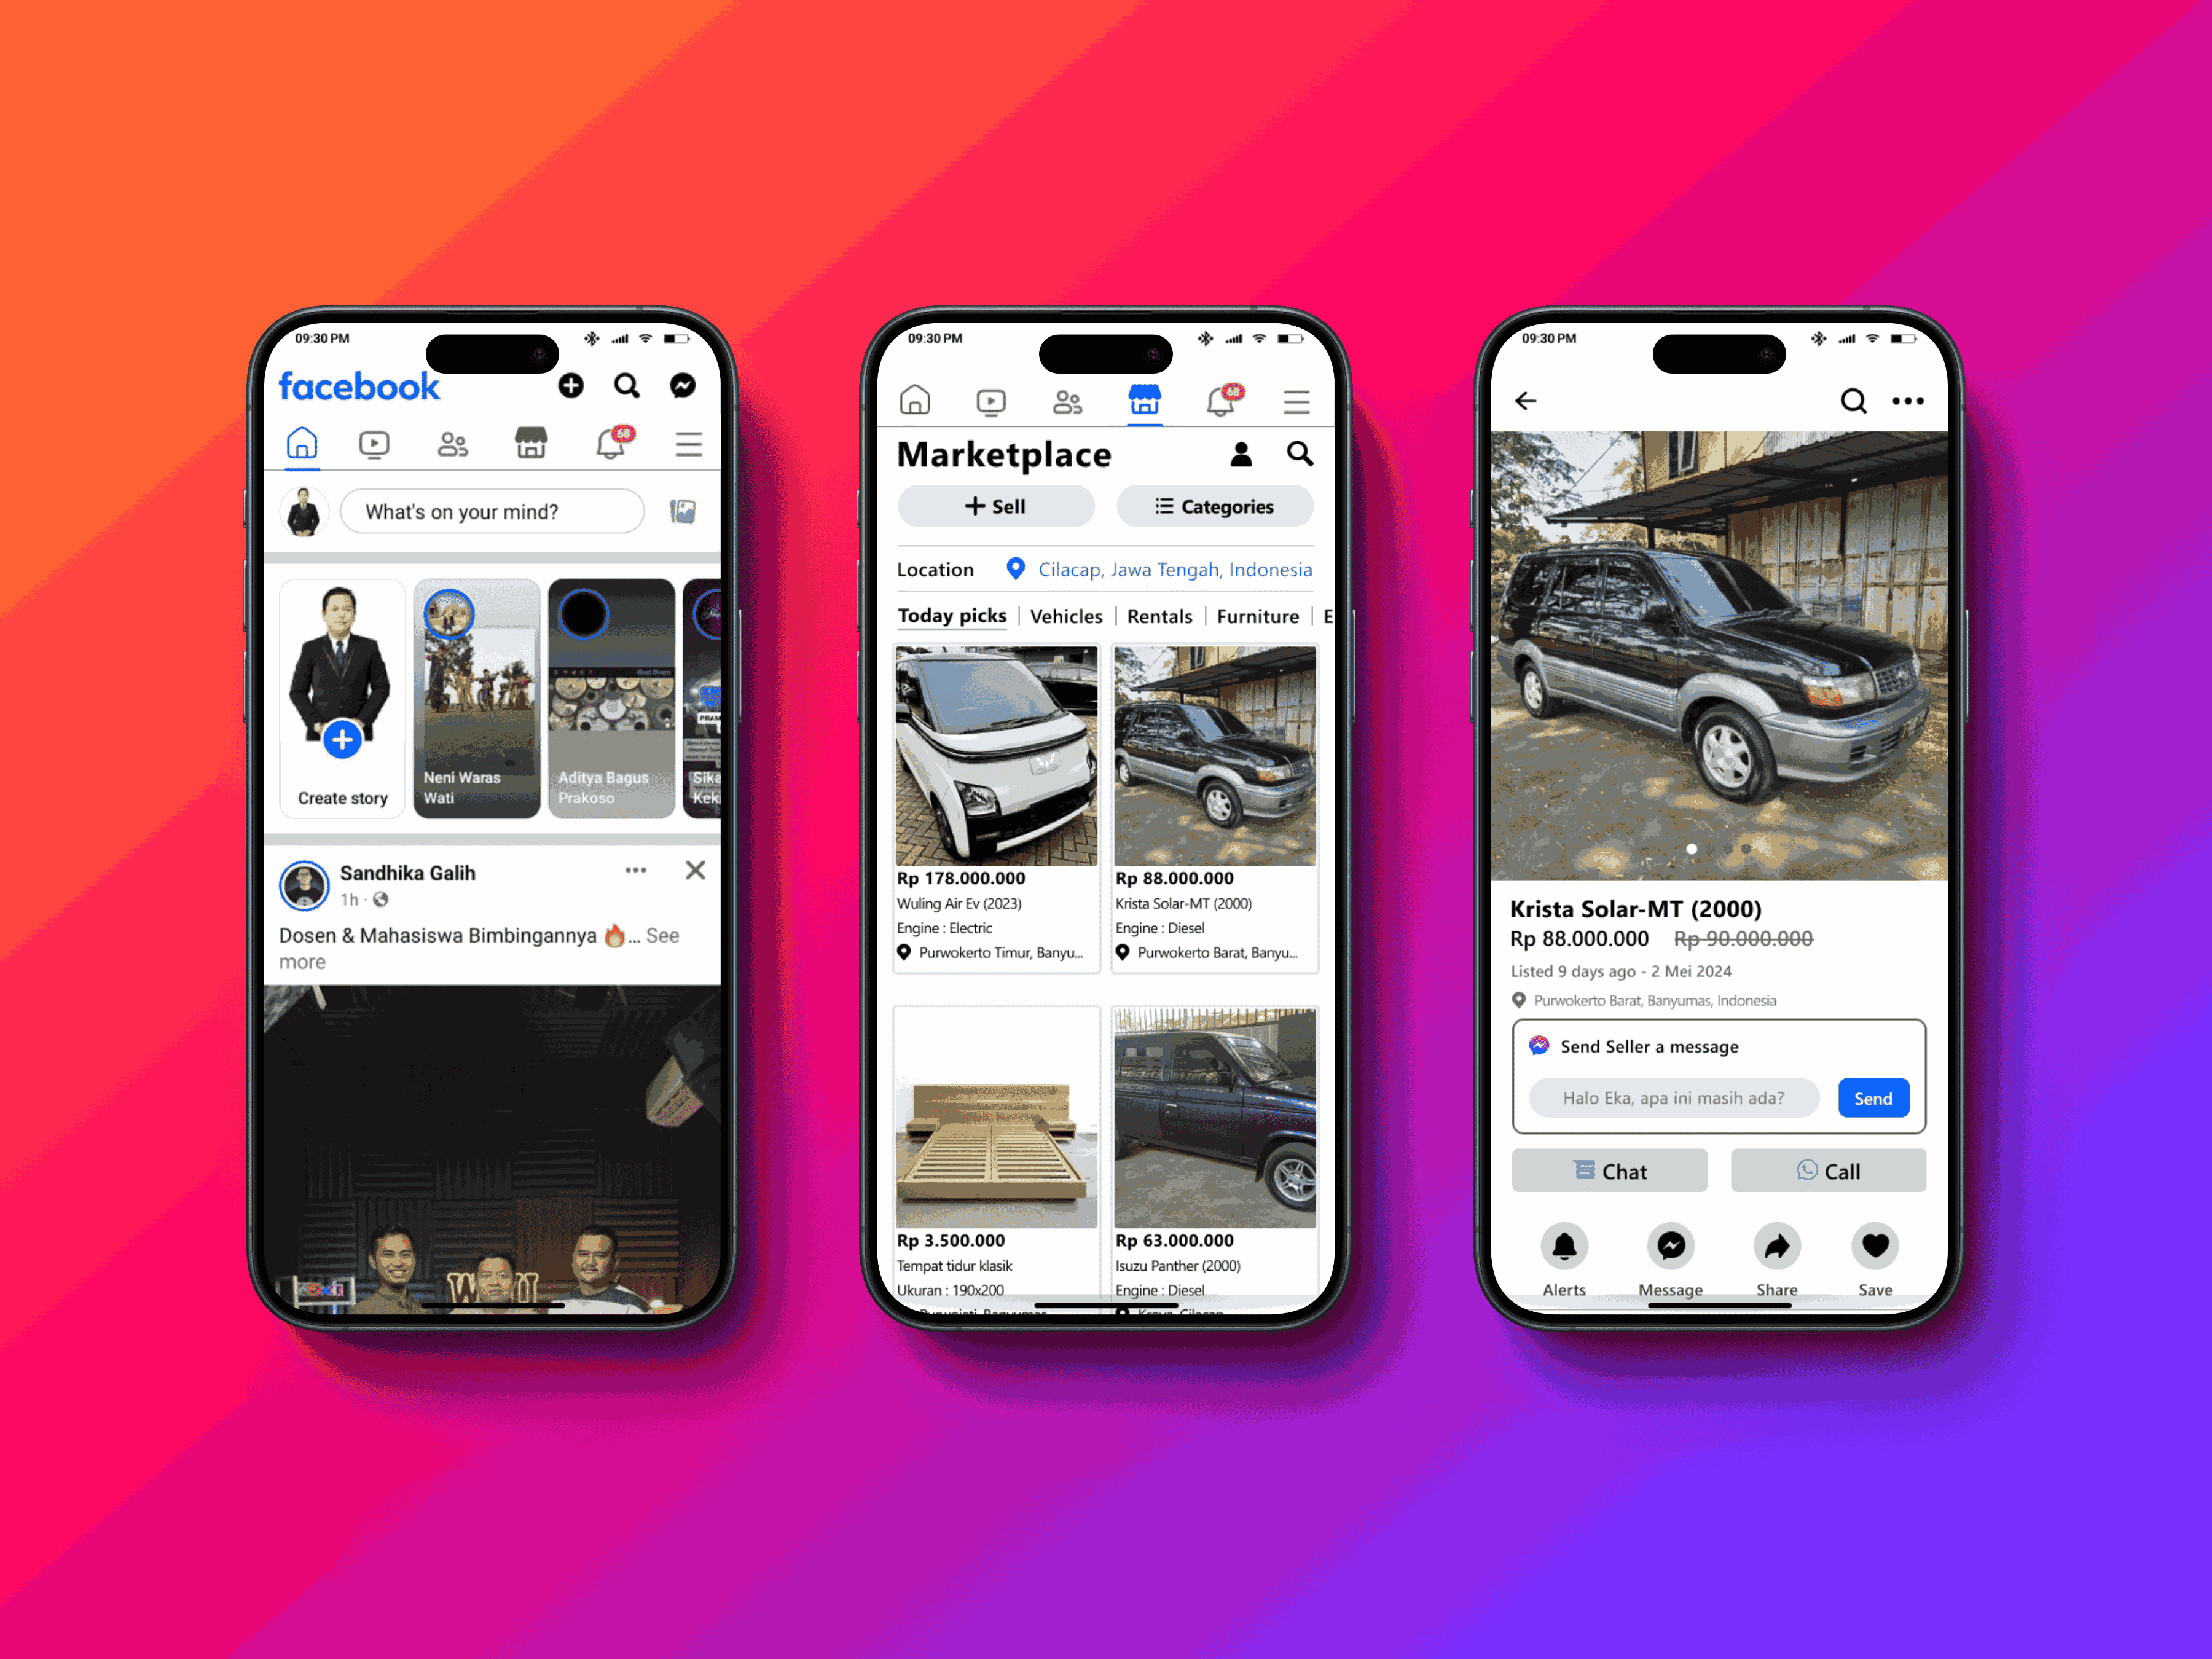 09:30 PM
facebook
68
What's on your mind?
Create story
Neni Waras
Wati
Aditya Bagus
Prakoso
Sika
Kek
Sandhika Galih
1h ·
Dosen & Mahasiswa Bimbingannya 🔥... See
more
09:30 PM
68
Marketplace
+ Sell
Categories
Location Cilacap, Jawa Tengah, Indonesia
Today picks | Vehicles | Rentals | Furniture | E
Rp 178.000.000
Wuling Air Ev (2023)
Engine : Electric
Purwokerto Timur, Banyu...
Rp 88.000.000
Krista Solar-MT (2000)
Engine : Diesel
Purwokerto Barat, Banyu...
Rp 3.500.000
Tempat tidur klasik
Ukuran : 190x200
Purwojati, Banyumas
Rp 63.000.000
Isuzu Panther (2000)
Engine : Diesel
Kroya, Cilacap
09:30 PM
Krista Solar-MT (2000)
Rp 88.000.000 Rp 90.000.000
Listed 9 days ago - 2 Mei 2024
Purwokerto Barat, Banyumas, Indonesia
Send Seller a message
Halo Eka, apa ini masih ada?
Send
Chat
Call
Alerts
Message
Share
Save